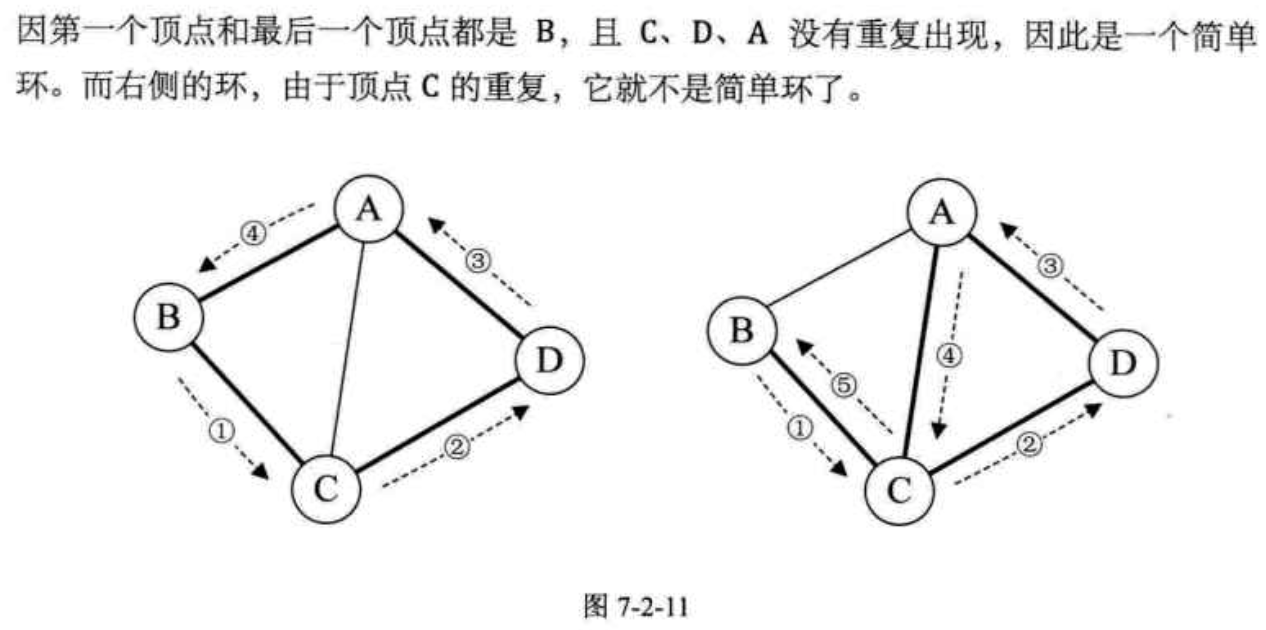 因第一个顶点和最后一个顶点都是 B，且 C、D、A 没有重复出现，因此是一个简单
环。而右侧的环，由于顶点 C 的重复，它就不是简单环了。
A
④
③
B
D
①
②
C
A
③
B
④
D
⑤
①
②
C
图 7-2-11